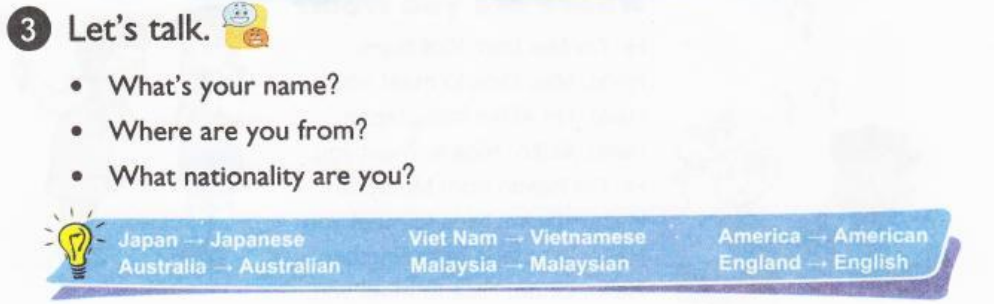 3 Let's talk.
• What's your name?
• Where are you from?
• What nationality are you?
Japan → Japanese Viet Nam → Vietnamese America → American
Australia → Australian Malaysia → Malaysian England → English